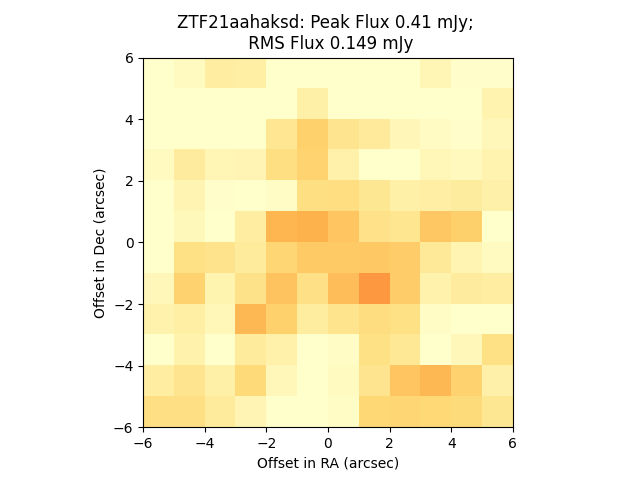 ZTF21aahaksd: Peak Flux 0.41 mJy;
RMS Flux 0.149 mJy
6
4
2
0
−2
−4
−6
Offset in Dec (arcsec)
−6 −4 −2 0 2 4 6
Offset in RA (arcsec)